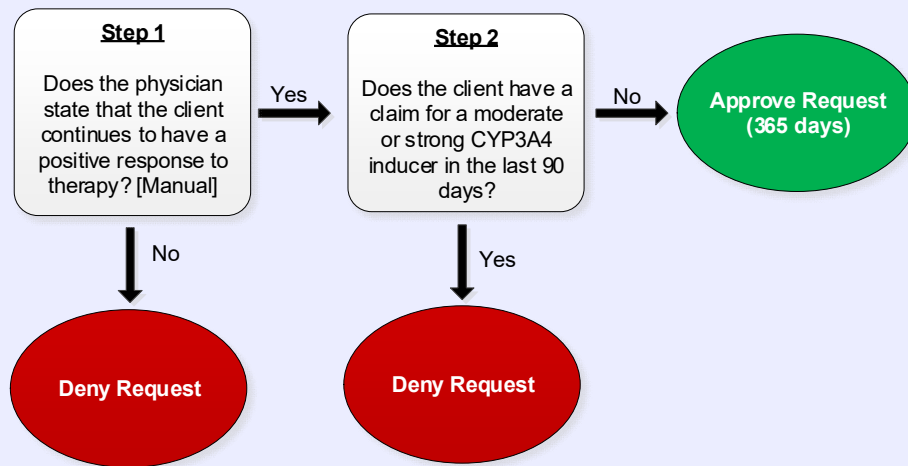 Step 1
Does the physician
state that the client
continues to have a
positive response to
therapy? [Manual]
Yes
Step 2
Does the client have a
claim for a moderate
or strong CYP3A4
inducer in the last 90
days?
No
Approve Request
(365 days)
No
Yes
Deny Request
Deny Request